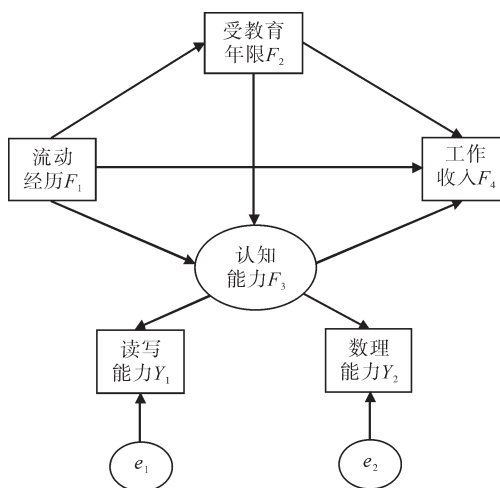 受教育
年限F₂
流动
经历F₁
工作
收入F₄
认知
能力F₃
读写
能力Y₁
数理
能力Y₂
e₁
e₂